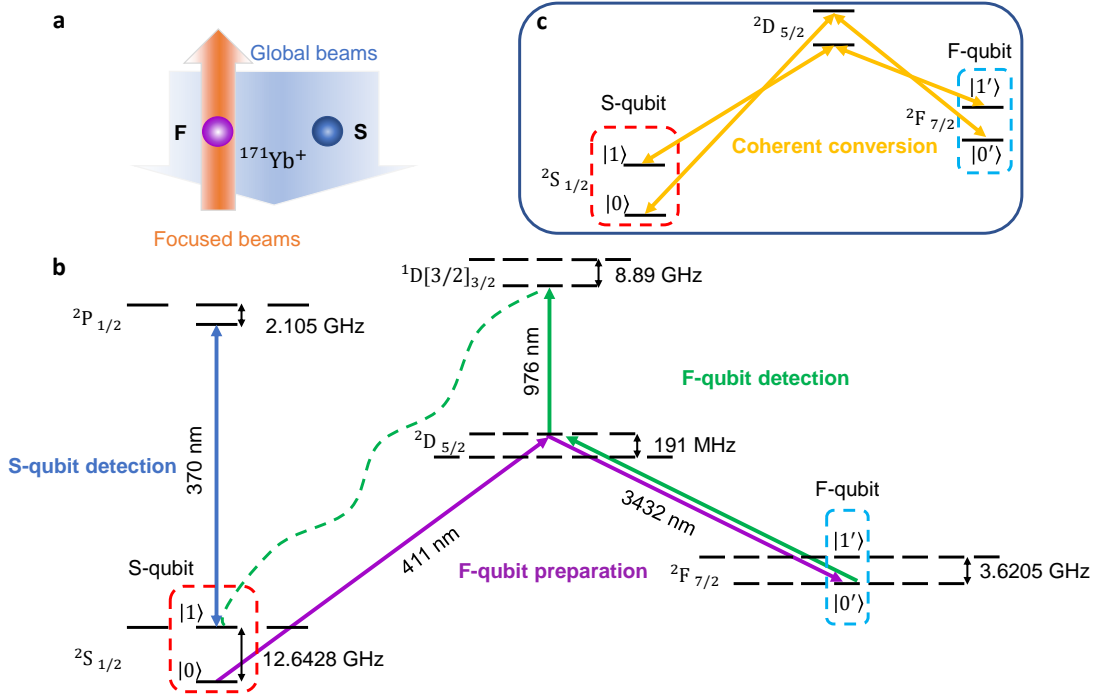 a
Global beams
F
S
171Yb+
Focused beams
c
2D 5/2
F-qubit
|1′⟩
S-qubit
2F 7/2
|1⟩
Coherent conversion
|0′⟩
2S 1/2
|0⟩
b
1D[3/2]3/2
8.89 GHz
2P 1/2
2.105 GHz
976 nm
F-qubit detection
370 nm
2D 5/2
191 MHz
S-qubit detection
3432 nm
F-qubit
411 nm
S-qubit
F-qubit preparation
|1′⟩
2F 7/2
3.6205 GHz
|0′⟩
|1⟩
2S 1/2
12.6428 GHz
|0⟩